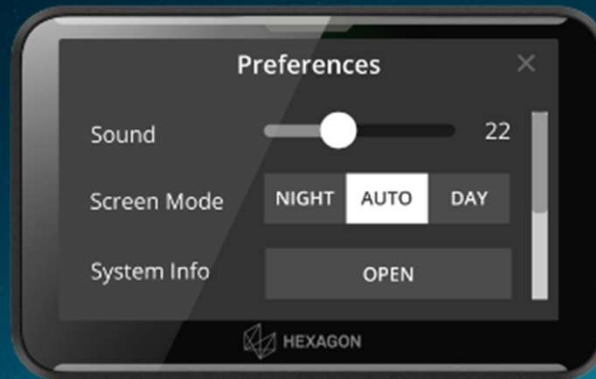 Preferences
Sound 22
Screen Mode NIGHT AUTO DAY
System Info OPEN
HEXAGON